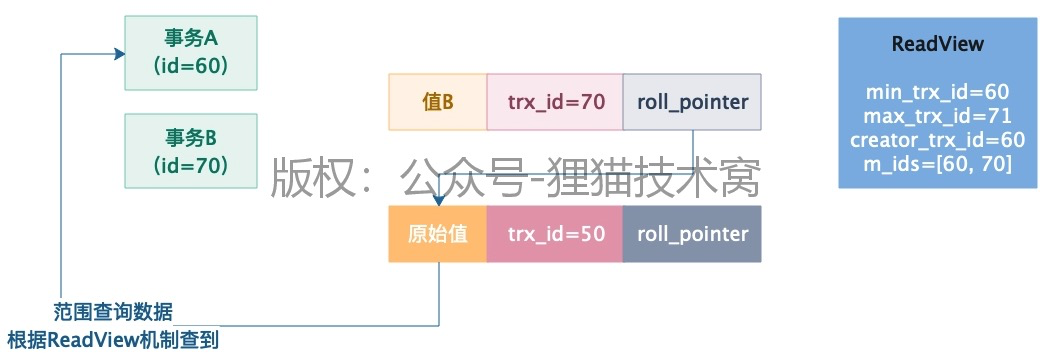 事务A
（id=60）
事务B
（id=70）
值B
trx_id=70
roll_pointer
原始值
trx_id=50
roll_pointer
ReadView
min_trx_id=60
max_trx_id=71
creator_trx_id=60
m_ids=[60, 70]
版权：公众号-狸猫技术窝
范围查询数据
根据ReadView机制查到